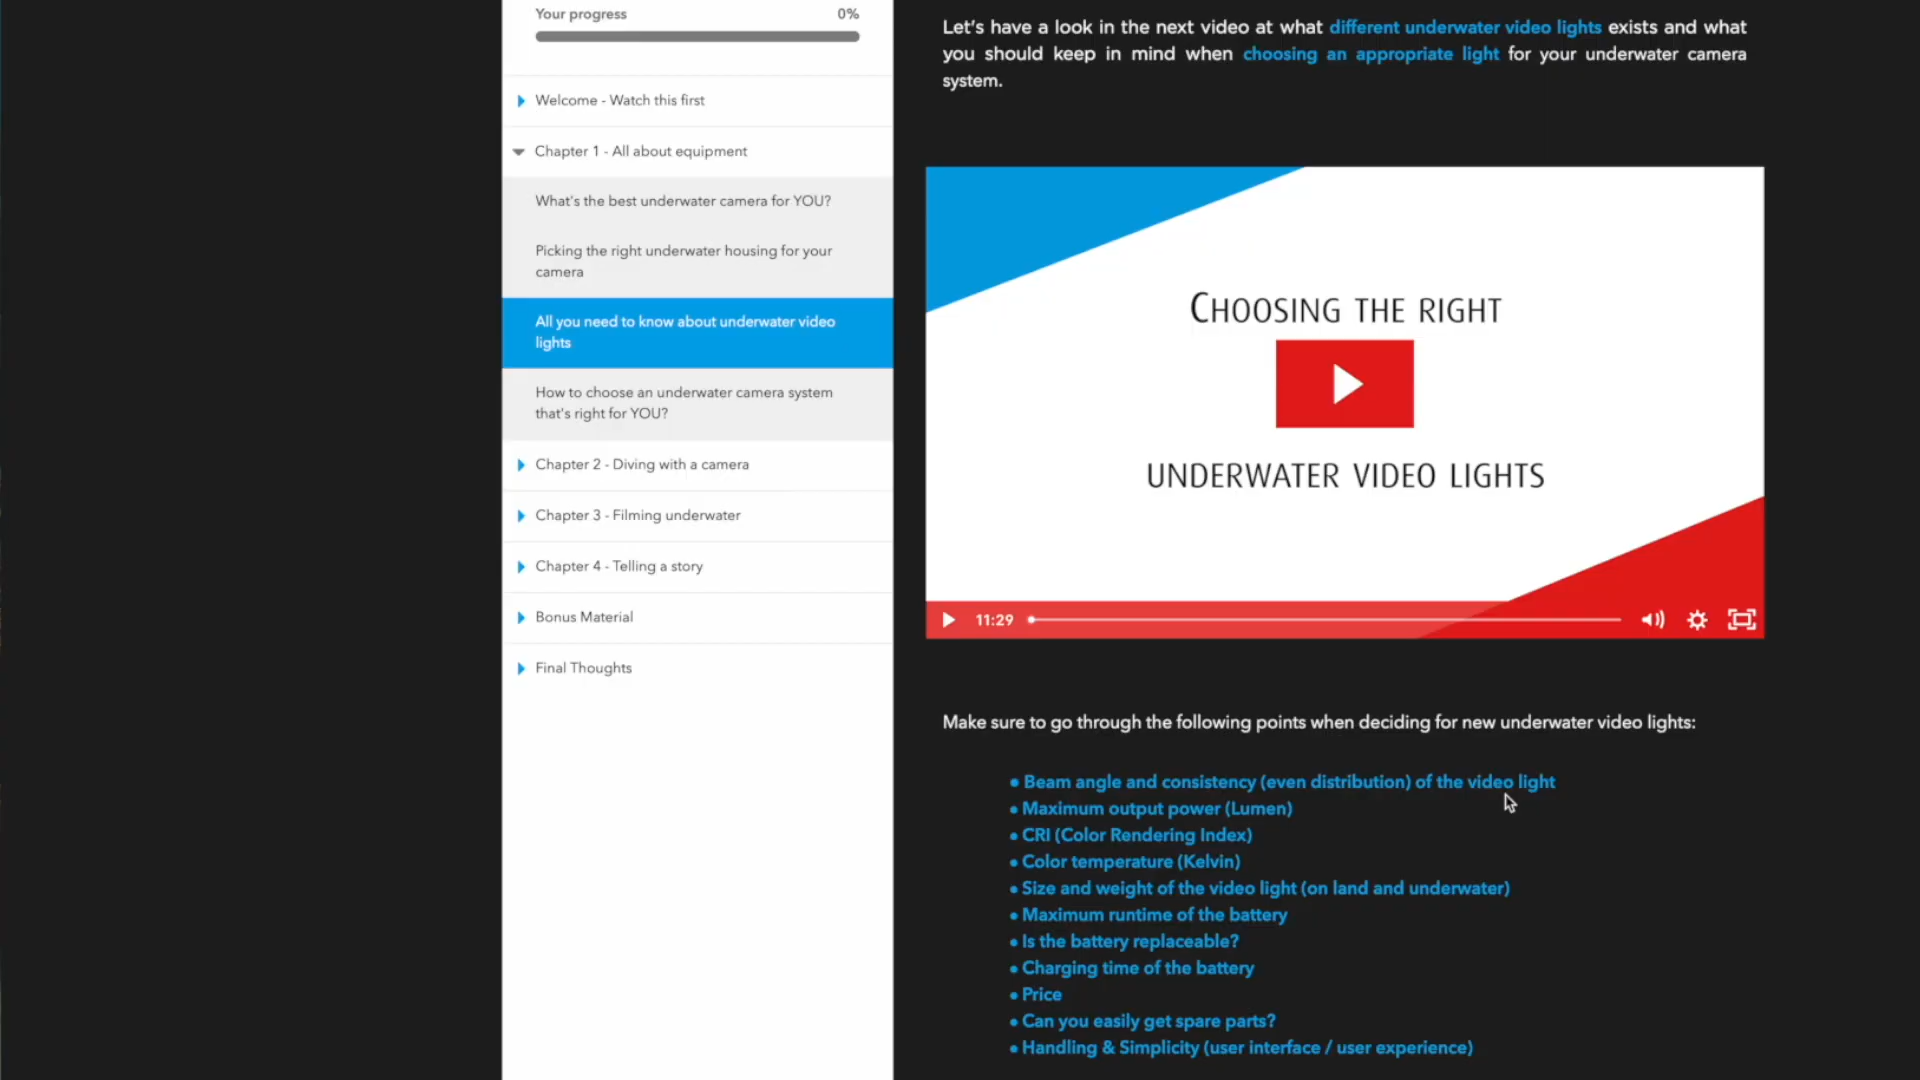 Your progress 0%
Welcome - Watch this first
Chapter 1 - All about equipment
What's the best underwater camera for YOU?
Picking the right underwater housing for your
camera
All you need to know about underwater video
lights
How to choose an underwater camera system
that's right for YOU?
Chapter 2 - Diving with a camera
Chapter 3 - Filming underwater
Chapter 4 - Telling a story
Bonus Material
Final Thoughts
Let's have a look in the next video at what different underwater video lights exists and what
you should keep in mind when choosing an appropriate light for your underwater camera
system.
CHOOSING THE RIGHT
UNDERWATER VIDEO LIGHTS
11:29
Make sure to go through the following points when deciding for new underwater video lights:
• Beam angle and consistency (even distribution) of the video light
• Maximum output power (Lumen)
• CRI (Color Rendering Index)
• Color temperature (Kelvin)
• Size and weight of the video light (on land and underwater)
• Maximum runtime of the battery
• Is the battery replaceable?
• Charging time of the battery
• Price
• Can you easily get spare parts?
• Handling & Simplicity (user interface / user experience)